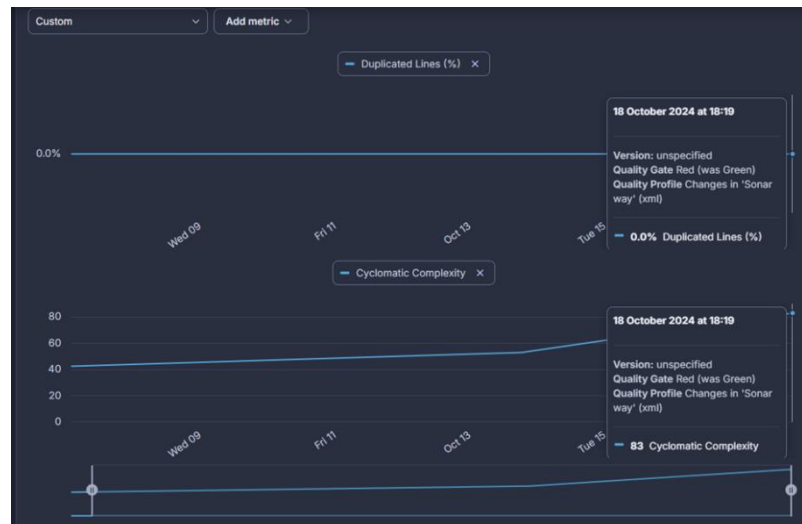 Custom
Add metric
Duplicated Lines (%) ×
18 October 2024 at 18:19
0.0%
Version: unspecified
Quality Gate Red (was Green)
Quality Profile Changes in 'Sonar
way' (xml)
0.0% Duplicated Lines (%)
Wed 09
Fri 11
Oct 13
Tue 15
Cyclomatic Complexity ×
80
60
40
20
0
18 October 2024 at 18:19
Version: unspecified
Quality Gate Red (was Green)
Quality Profile Changes in 'Sonar
way' (xml)
83 Cyclomatic Complexity
Wed 09
Fri 11
Oct 13
Tue 15